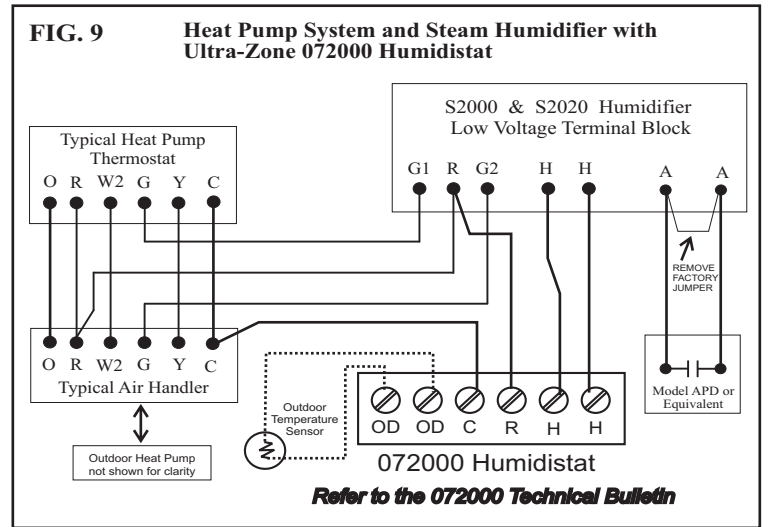 FIG. 9
Heat Pump System and Steam Humidifier with
Ultra-Zone 072000 Humidistat
Typical Heat Pump
Thermostat
O R W2 G Y C
S2000 & S2020 Humidifier
Low Voltage Terminal Block
G1 R G2 H H A A
REMOVE
FACTORY
JUMPER
O R W2 G Y C
Typical Air Handler
Outdoor Heat Pump
not shown for clarity
Outdoor
Temperature
Sensor
OD OD C R H H
072000 Humidistat
Refer to the 072000 Technical Bulletin
Model APD or
Equivalent